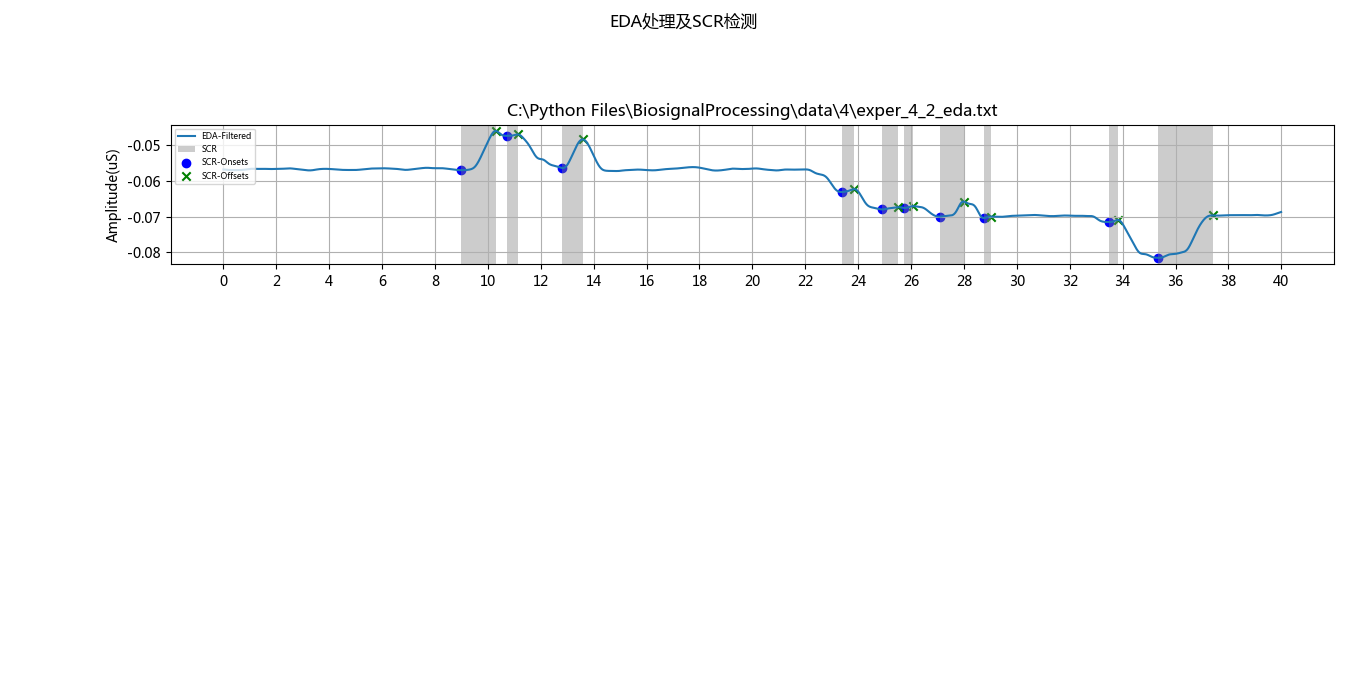 EDA处理及SCR检测
C:\Python Files\BiosignalProcessing\data\4\exper_4_2_eda.txt
EDA-Filtered
SCR
SCR-Onsets
SCR-Offsets
Amplitude(uS)
-0.05
-0.06
-0.07
-0.08
0 2 4 6 8 10 12 14 16 18 20 22 24 26 28 30 32 34 36 38 40